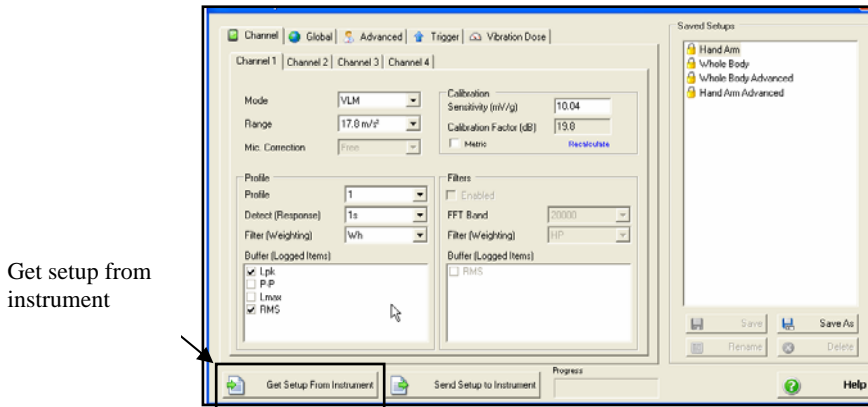 Channel Global Advanced Trigger Vibration Dose
Channel 1 Channel 2 Channel 3 Channel 4
Mode VLM
Range 17.8 m/s²
Mic. Correction Free
Calibration
Sensitivity (mV/g) 10.04
Calibration Factor (dB) 19.8
Metric Recalculate
Profile
Profile 1
Detect (Response) 1s
Filter (Weighting) Wh
Buffer (Logged Items)
Lpk
P-P
Lmax
RMS
Filters
Enabled
FFT Band 20000
Filter (Weighting) HP
Buffer (Logged Items)
RMS
Saved Setups
Hand Arm
Whole Body
Whole Body Advanced
Hand Arm Advanced
Save Save As
Rename Delete
Get setup from
instrument
Get Setup From Instrument Send Setup to Instrument
Progress
Help